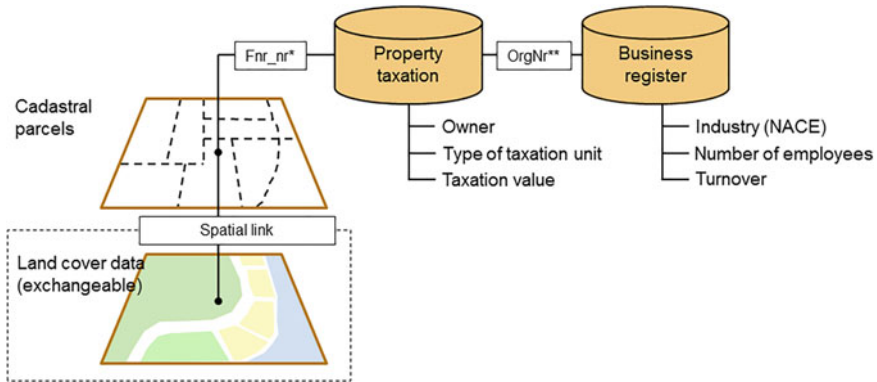 Fnr_nr*
Property
taxation
OrgNr**
Business
register
Cadastral
parcels
Owner
Type of taxation unit
Taxation value
Industry (NACE)
Number of employees
Turnover
Spatial link
Land cover data
(exchangeable)